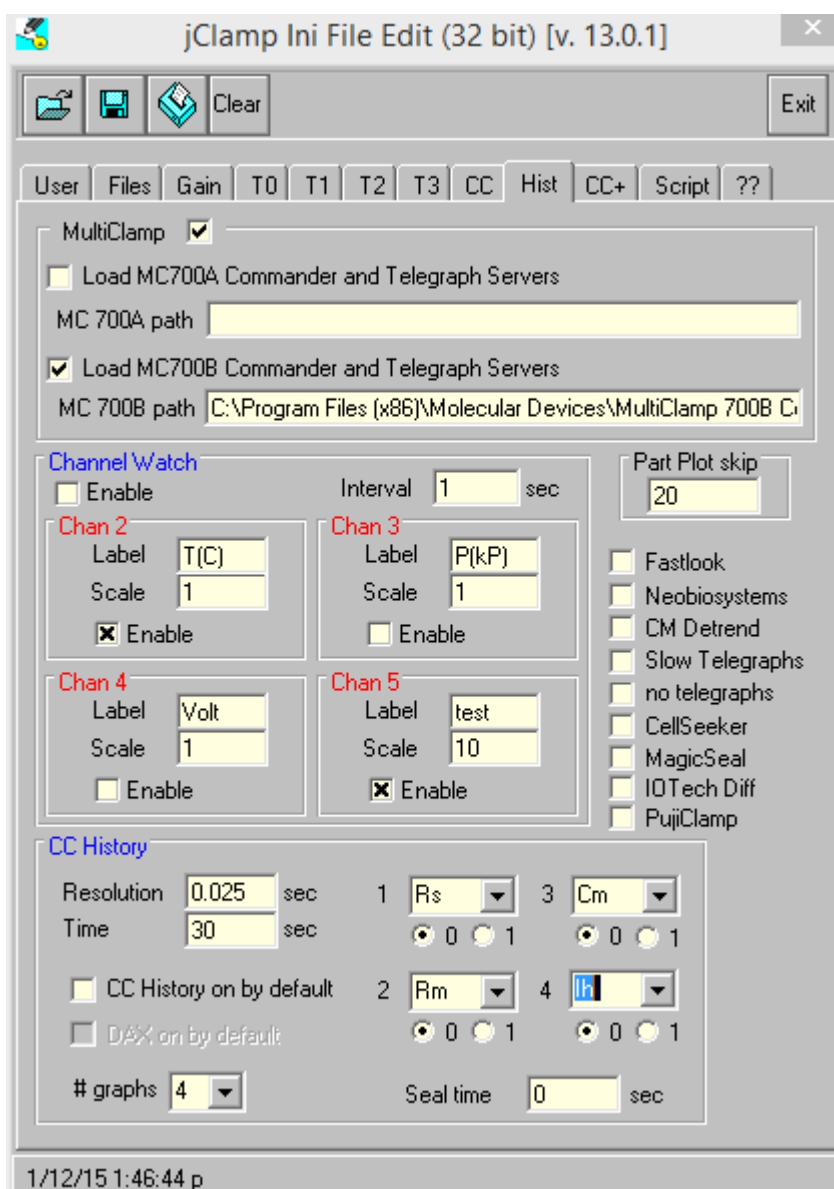 jClamp Ini File Edit (32 bit) [v. 13.0.1]
Clear Exit
User Files Gain T0 T1 T2 T3 CC Hist CC+ Script ??
MultiClamp
Load MC700A Commander and Telegraph Servers
MC 700A path
Load MC700B Commander and Telegraph Servers
MC 700B path C:\Program Files (x86)\Molecular Devices\MultiClamp 700B
Channel Watch
Enable Interval 1 sec
Part Plot skip
20
Chan 2
Label T(C)
Scale 1
Enable
Chan 3
Label P(kP)
Scale 1
Enable
Chan 4
Label Volt
Scale 1
Enable
Chan 5
Label test
Scale 10
Enable
Fastlook
Neobiosystems
CM Detrend
Slow Telegraphs
no telegraphs
CellSeeker
MagicSeal
IOTech Diff
PujiClamp
CC History
Resolution 0.025 sec 1 Rs 3 Cm
Time 30 sec 0 1 0 1
CC History on by default 2 Rm 4 Ih
DAX on by default 0 1 0 1
# graphs 4 Seal time 0 sec
1/12/15 1:46:44 p